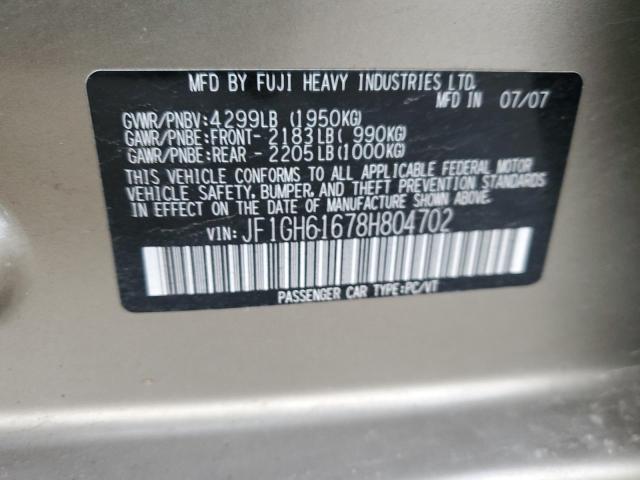 MFD BY FUJI HEAVY INDUSTRIES LTD.
MFD IN 07/07
GVWR/PNBV:4299LB (1950KG)
GAWR/PNBE:FRONT- 2183LB( 990KG)
GAWR/PNBE:REAR - 2205LB(1000KG)
THIS VEHICLE CONFORMS TO ALL APPLICABLE FEDERAL MOTOR
VEHICLE SAFETY, BUMPER, AND THEFT PREVENTION STANDARDS
IN EFFECT ON THE DATE OF MANUFACTURE SHOWN ABOVE.
VIN: JF1GH61678H804702
PASSENGER CAR TYPE:PC/VT